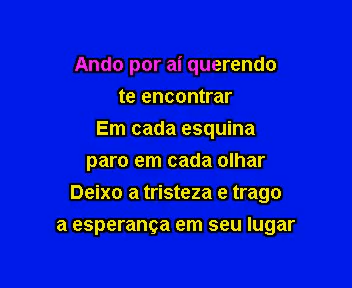 Ando por aí querendo
te encontrar
Em cada esquina
paro em cada olhar
Deixo a tristeza e trago
a esperança em seu lugar